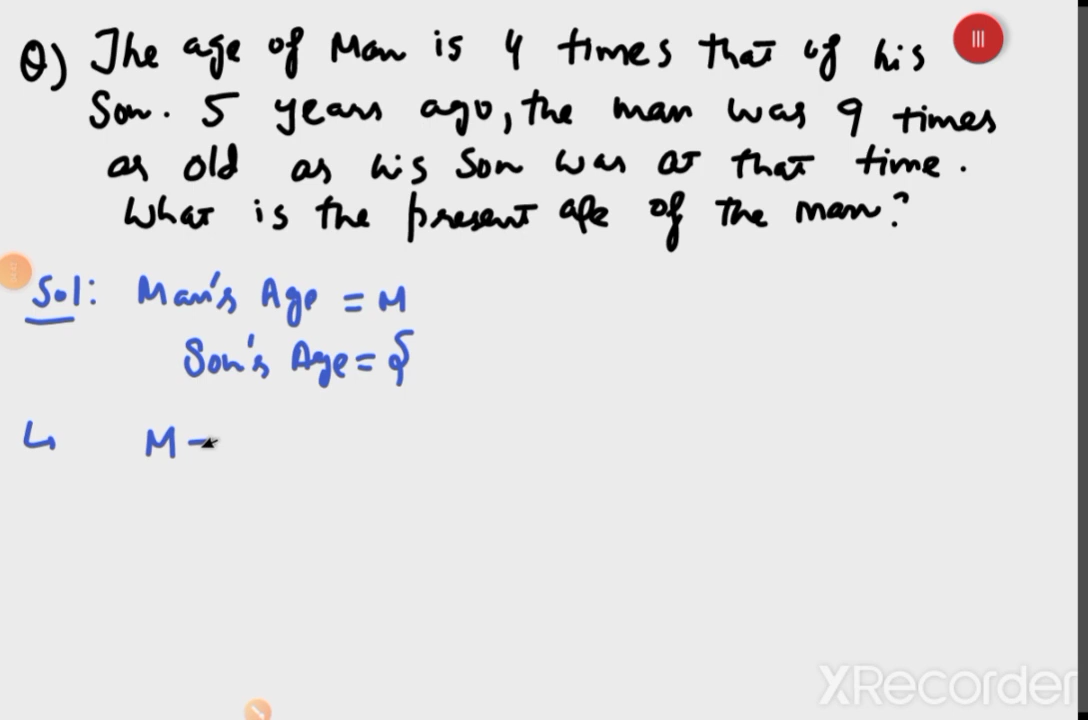 Q) The age of Man is 4 times that of his
Son. 5 years ago, the man was 9 times
as old as his Son was at that time.
What is the present age of the man?
Sol: Man's Age = M
Son's Age = S
↳ M -
XRecorder